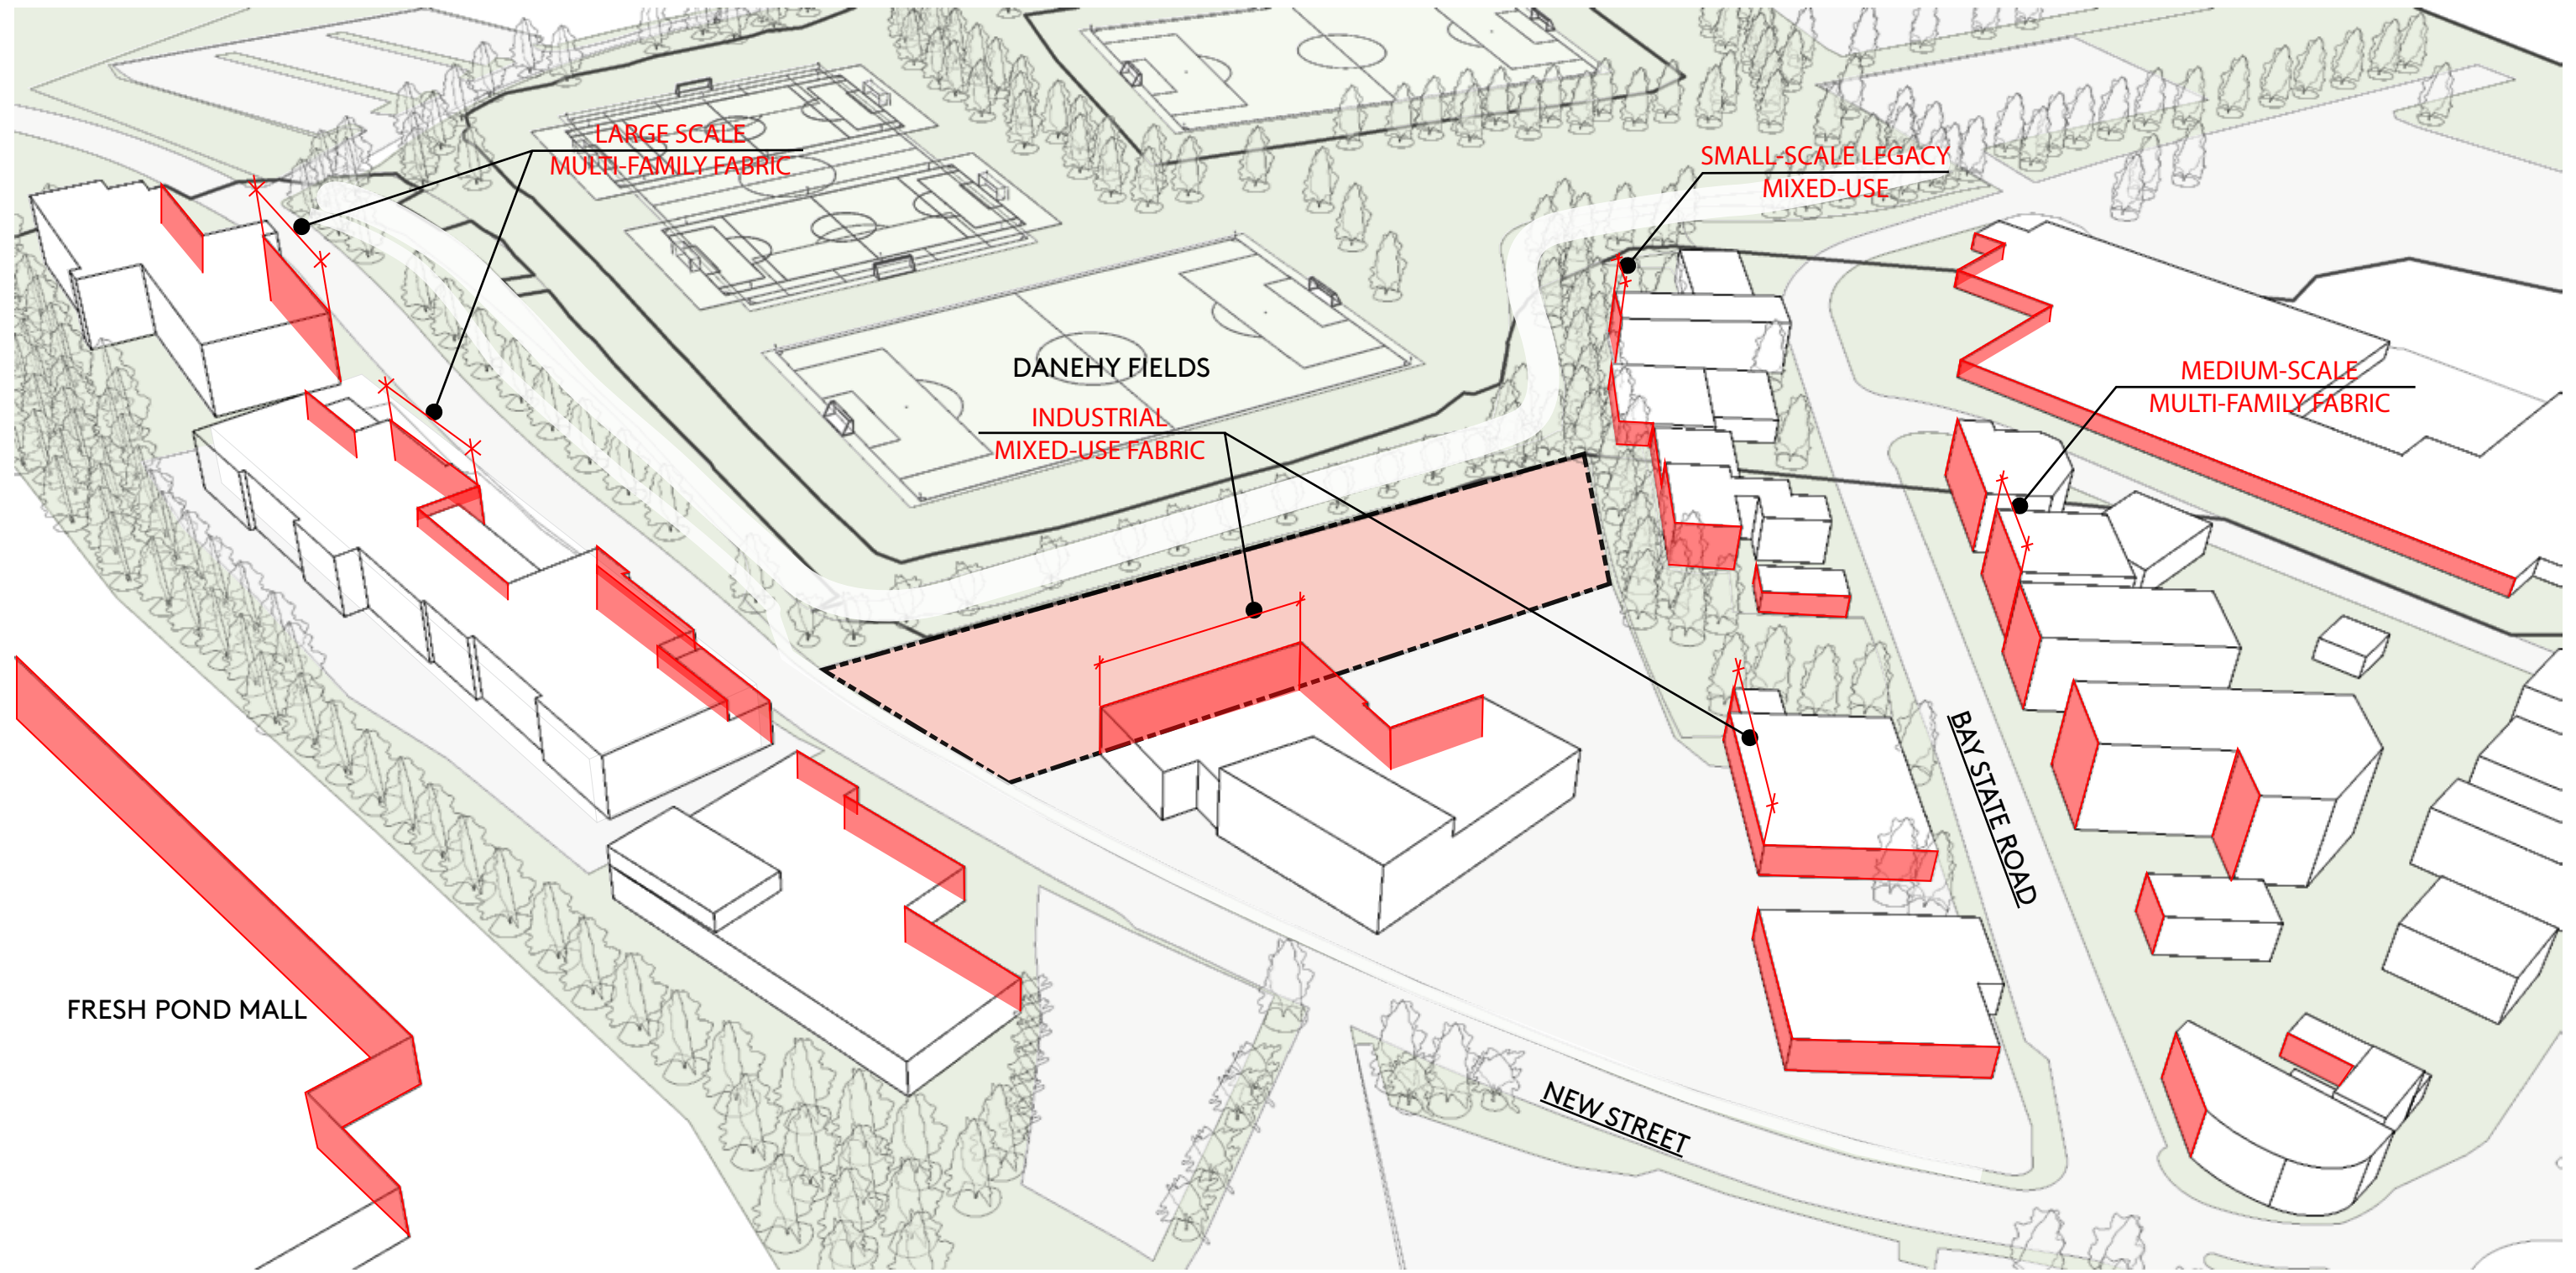 LARGE SCALE
MULTI-FAMILY FABRIC
SMALL-SCALE LEGACY
MIXED-USE
DANEHY FIELDS
INDUSTRIAL
MIXED-USE FABRIC
MEDIUM-SCALE
MULTI-FAMILY FABRIC
BAY STATE ROAD
FRESH POND MALL
NEW STREET